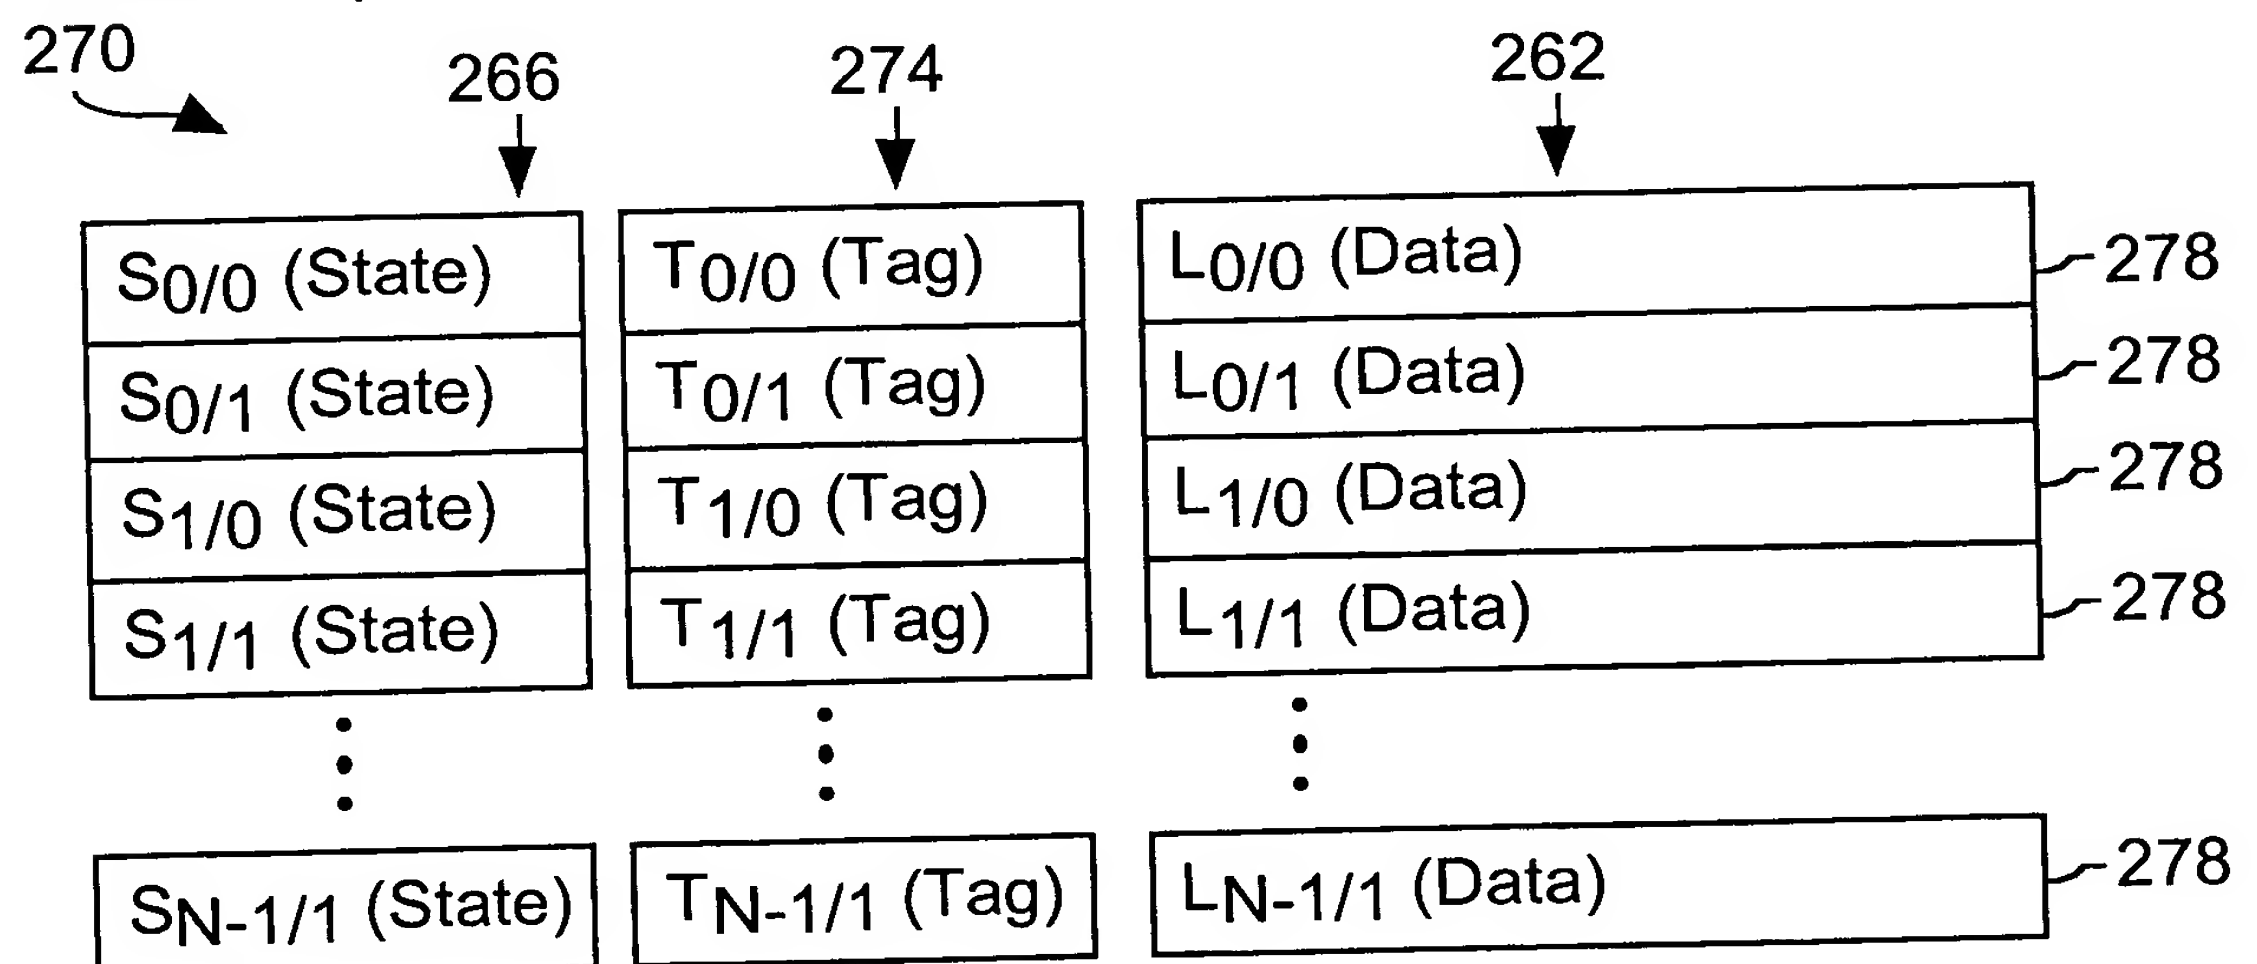 270 266 274 262
S0/0 (State) T0/0 (Tag) L0/0 (Data) 278
S0/1 (State) T0/1 (Tag) L0/1 (Data) 278
S1/0 (State) T1/0 (Tag) L1/0 (Data) 278
S1/1 (State) T1/1 (Tag) L1/1 (Data) 278
SN-1/1 (State) TN-1/1 (Tag) LN-1/1 (Data) 278